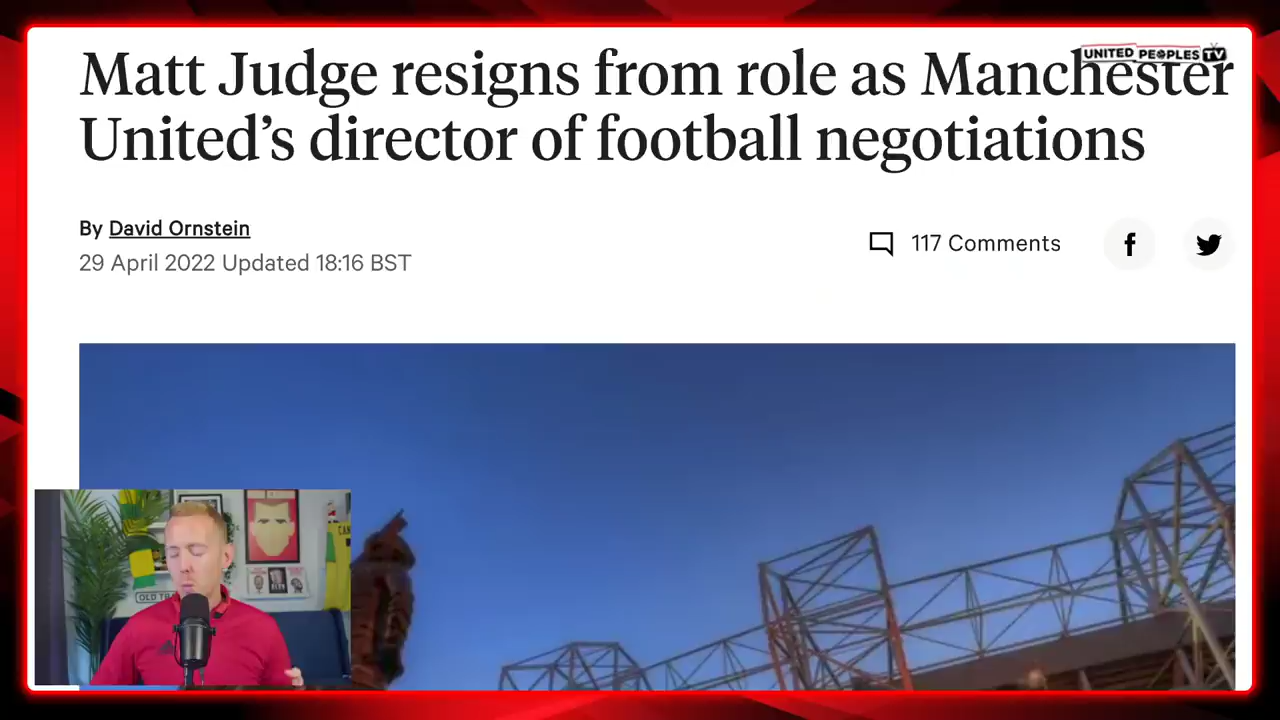 Matt Judge resigns from role as Manchester
UNITED PEOPLES TV
United’s director of football negotiations
By David Ornstein
117 Comments
29 April 2022 Updated 18:16 BST